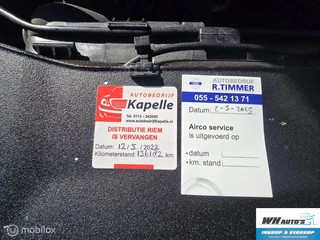 AUTOBEDRIJF
Kapelle
Tel. 0113 - 342000
www.autobedrijfkapelle.nl
DISTRIBUTIE RIEM
IS VERVANGEN
Datum: 12/5/2022
Kilometerstand: 136102 km
AUTOBEDRIJF
R.TIMMER
055 - 542 13 71
Datum:
Airco service
is uitgevoerd op
- datum
- km. stand
mobilox
WH AUTO'S
INKOOP & VERKOOP